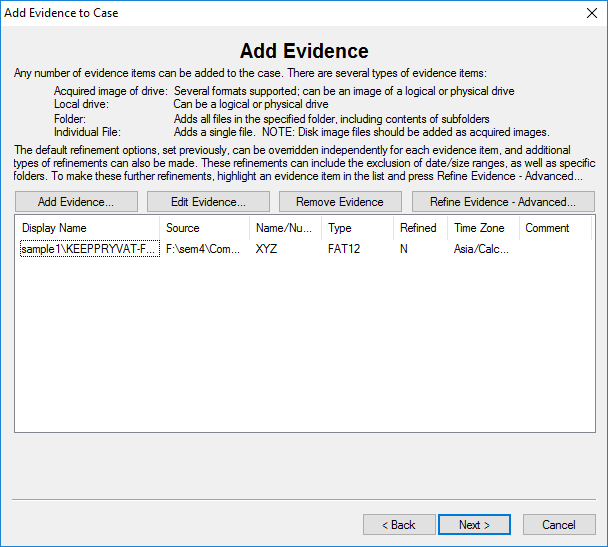 Add Evidence to Case
Add Evidence
Any number of evidence items can be added to the case. There are several types of evidence items:
Acquired image of drive: Several formats supported; can be an image of a logical or physical drive
Local drive: Can be a logical or physical drive
Folder: Adds all files in the specified folder, including contents of subfolders
Individual File: Adds a single file. NOTE: Disk image files should be added as acquired images.
The default refinement options, set previously, can be overridden independently for each evidence item, and additional
types of refinements can also be made. These refinements can include the exclusion of date/size ranges, as well as specific
folders. To make these further refinements, highlight an evidence item in the list and press Refine Evidence - Advanced...
Add Evidence... Edit Evidence... Remove Evidence Refine Evidence - Advanced...
Display Name Source Name/Nu... Type Refined Time Zone Comment
sample1\KEEPPRYVAT-F... F:\sem4\Com... XYZ FAT12 N Asia/Calc...
< Back Next > Cancel